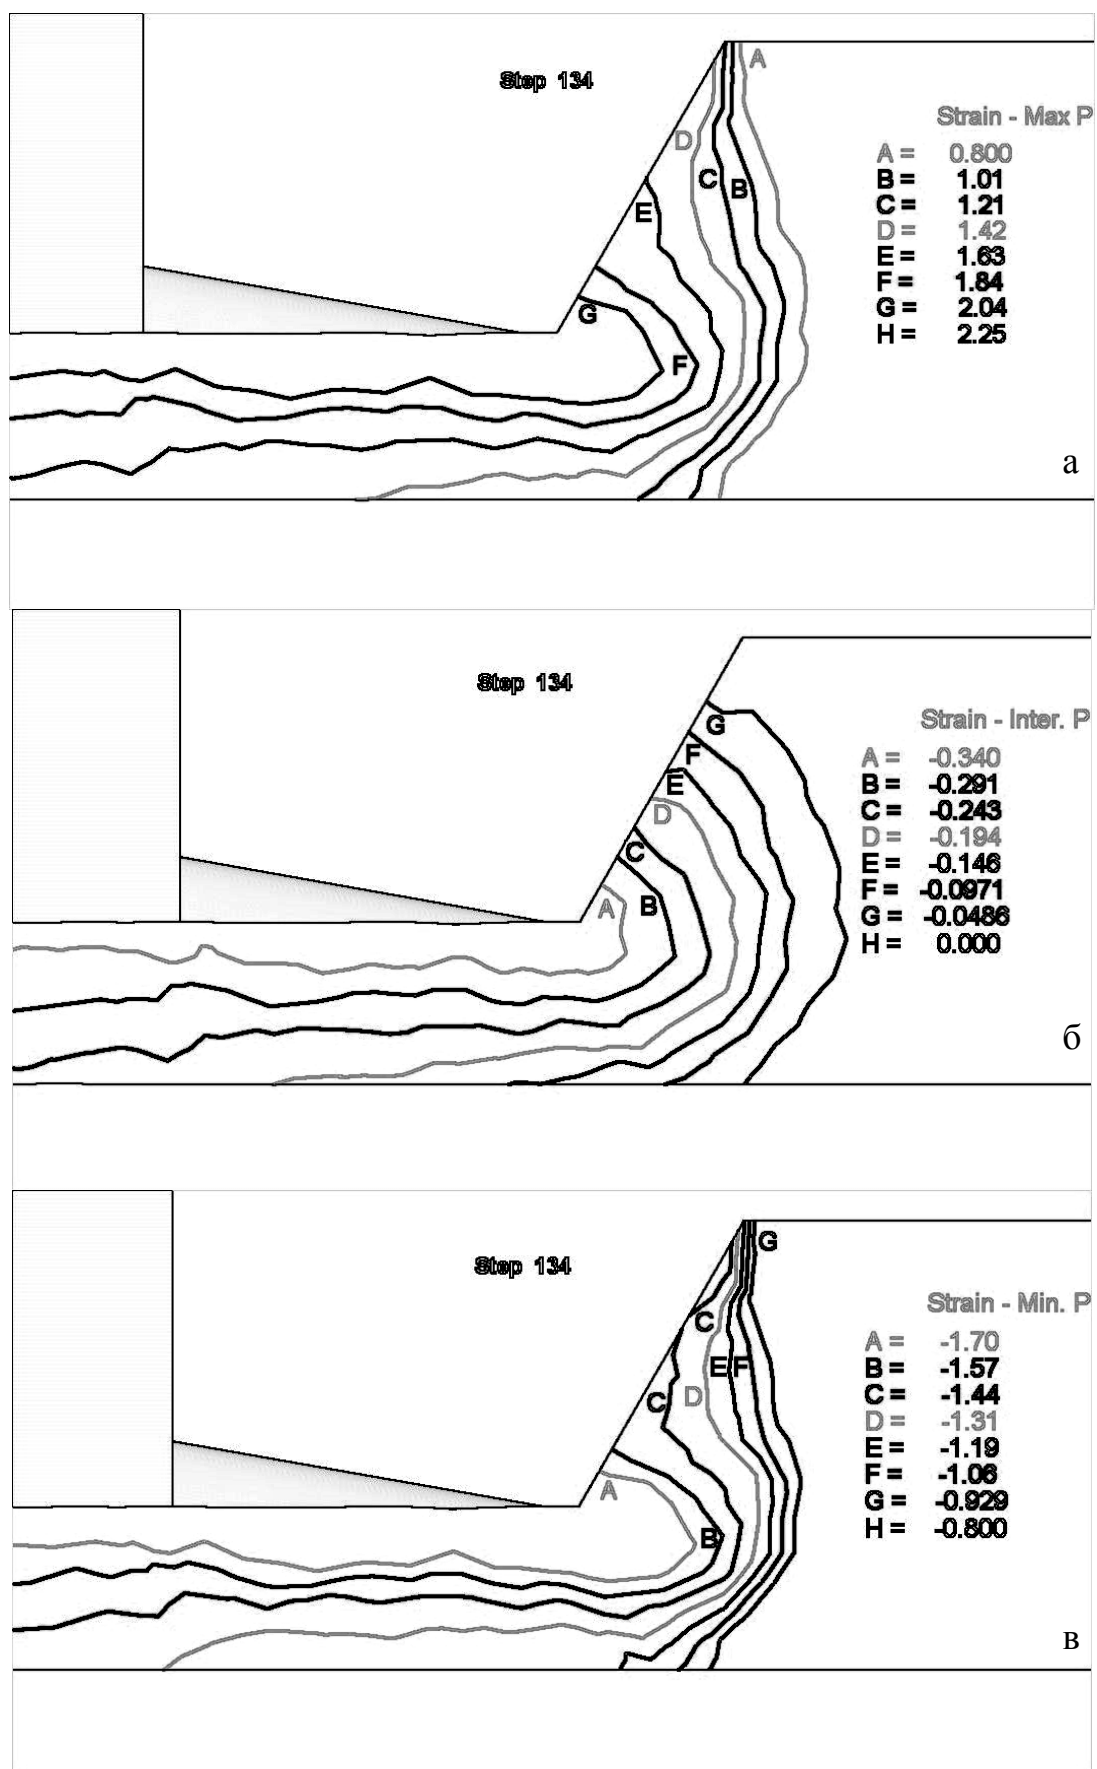 Step 134
A
D
C
B
E
G
F
Strain - Max P
A = 0.800
B = 1.01
C = 1.21
D = 1.42
E = 1.63
F = 1.84
G = 2.04
H = 2.25
а
Step 134
G
F
E
D
C
A
B
Strain - Inter. P
A = -0.340
B = -0.291
C = -0.243
D = -0.194
E = -0.146
F = -0.0971
G = -0.0486
H = 0.000
б
Step 134
G
C
E F
C D
A
B
Strain - Min. P
A = -1.70
B = -1.57
C = -1.44
D = -1.31
E = -1.19
F = -1.06
G = -0.929
H = -0.800
в